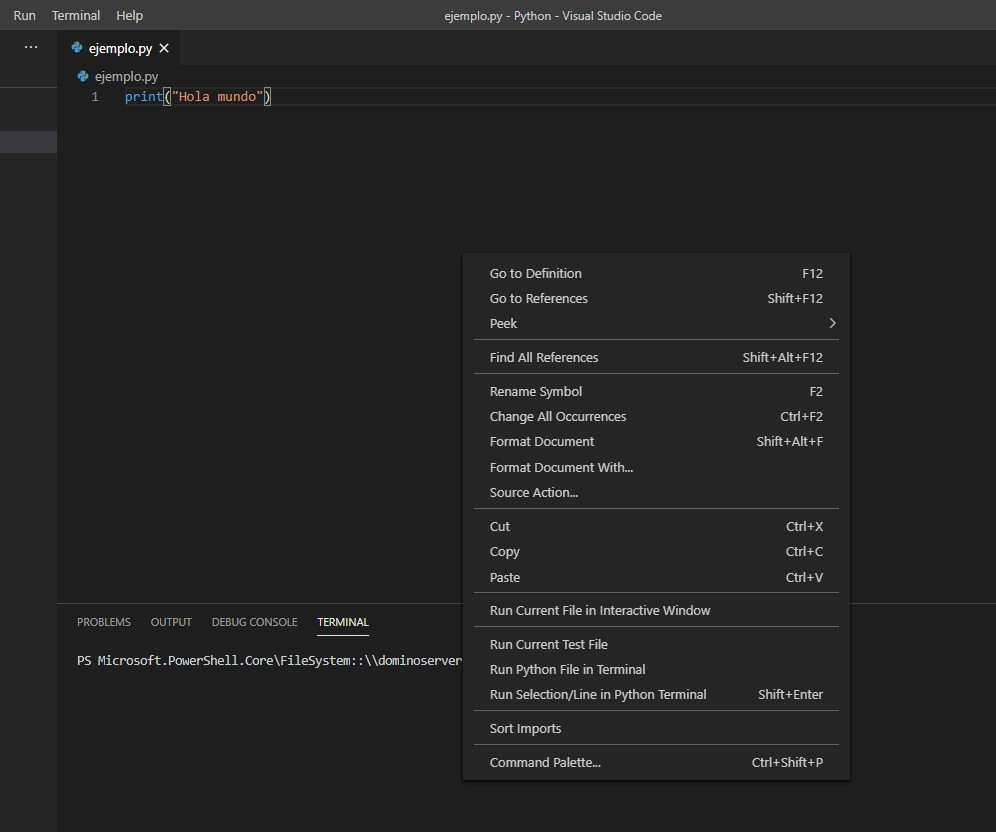 Run Terminal Help ejemplo.py - Python - Visual Studio Code
··· ejemplo.py
ejemplo.py
1 print("Hola mundo")
Go to Definition F12
Go to References Shift+F12
Peek
Find All References Shift+Alt+F12
Rename Symbol F2
Change All Occurrences Ctrl+F2
Format Document Shift+Alt+F
Format Document With...
Source Action...
Cut Ctrl+X
Copy Ctrl+C
Paste Ctrl+V
Run Current File in Interactive Window
Run Current Test File
Run Python File in Terminal
Run Selection/Line in Python Terminal Shift+Enter
Sort Imports
Command Palette... Ctrl+Shift+P
PROBLEMS OUTPUT DEBUG CONSOLE TERMINAL
PS Microsoft.PowerShell.Core\FileSystem::\\dominoserver